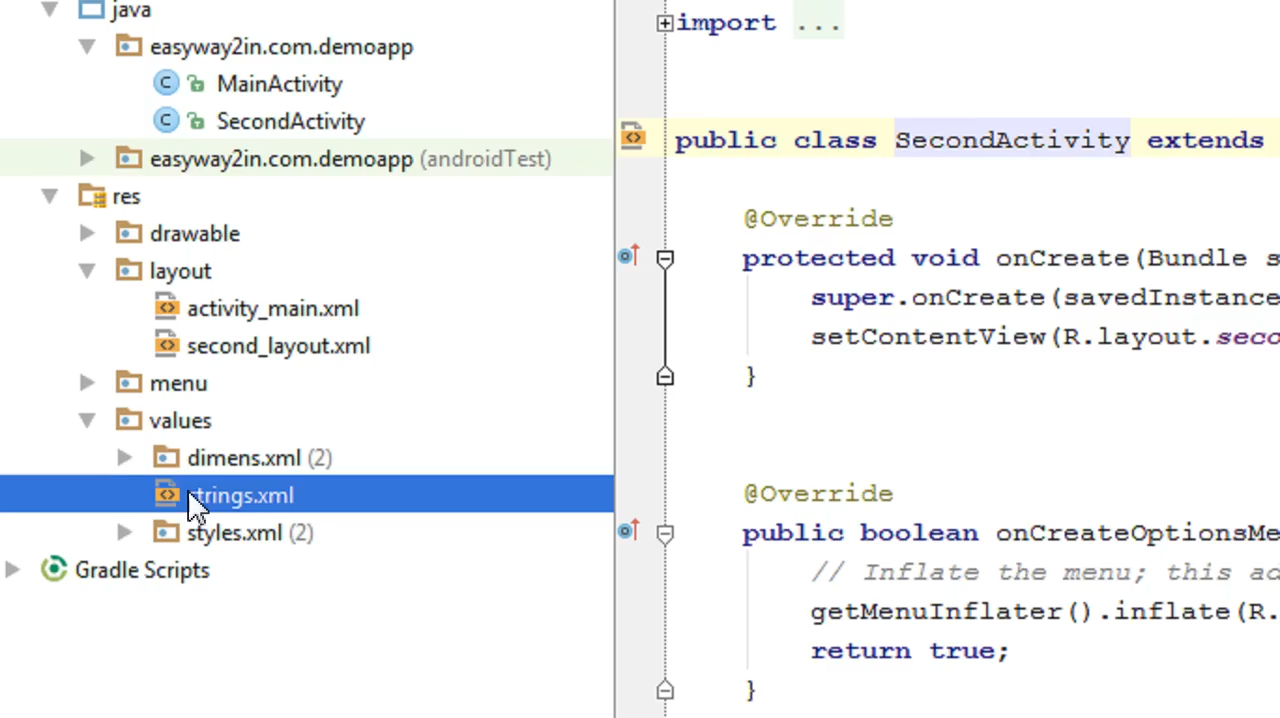 java
easyway2in.com.demoapp
MainActivity
SecondActivity
easyway2in.com.demoapp (androidTest)
res
drawable
layout
activity_main.xml
second_layout.xml
menu
values
dimens.xml (2)
strings.xml
styles.xml (2)
Gradle Scripts
import ...
public class SecondActivity extends
@Override
protected void onCreate(Bundle s
super.onCreate(savedInstance
setContentView(R.layout.seco
}
@Override
public boolean onCreateOptionsMe
// Inflate the menu; this ad
getMenuInflater().inflate(R.
return true;
}